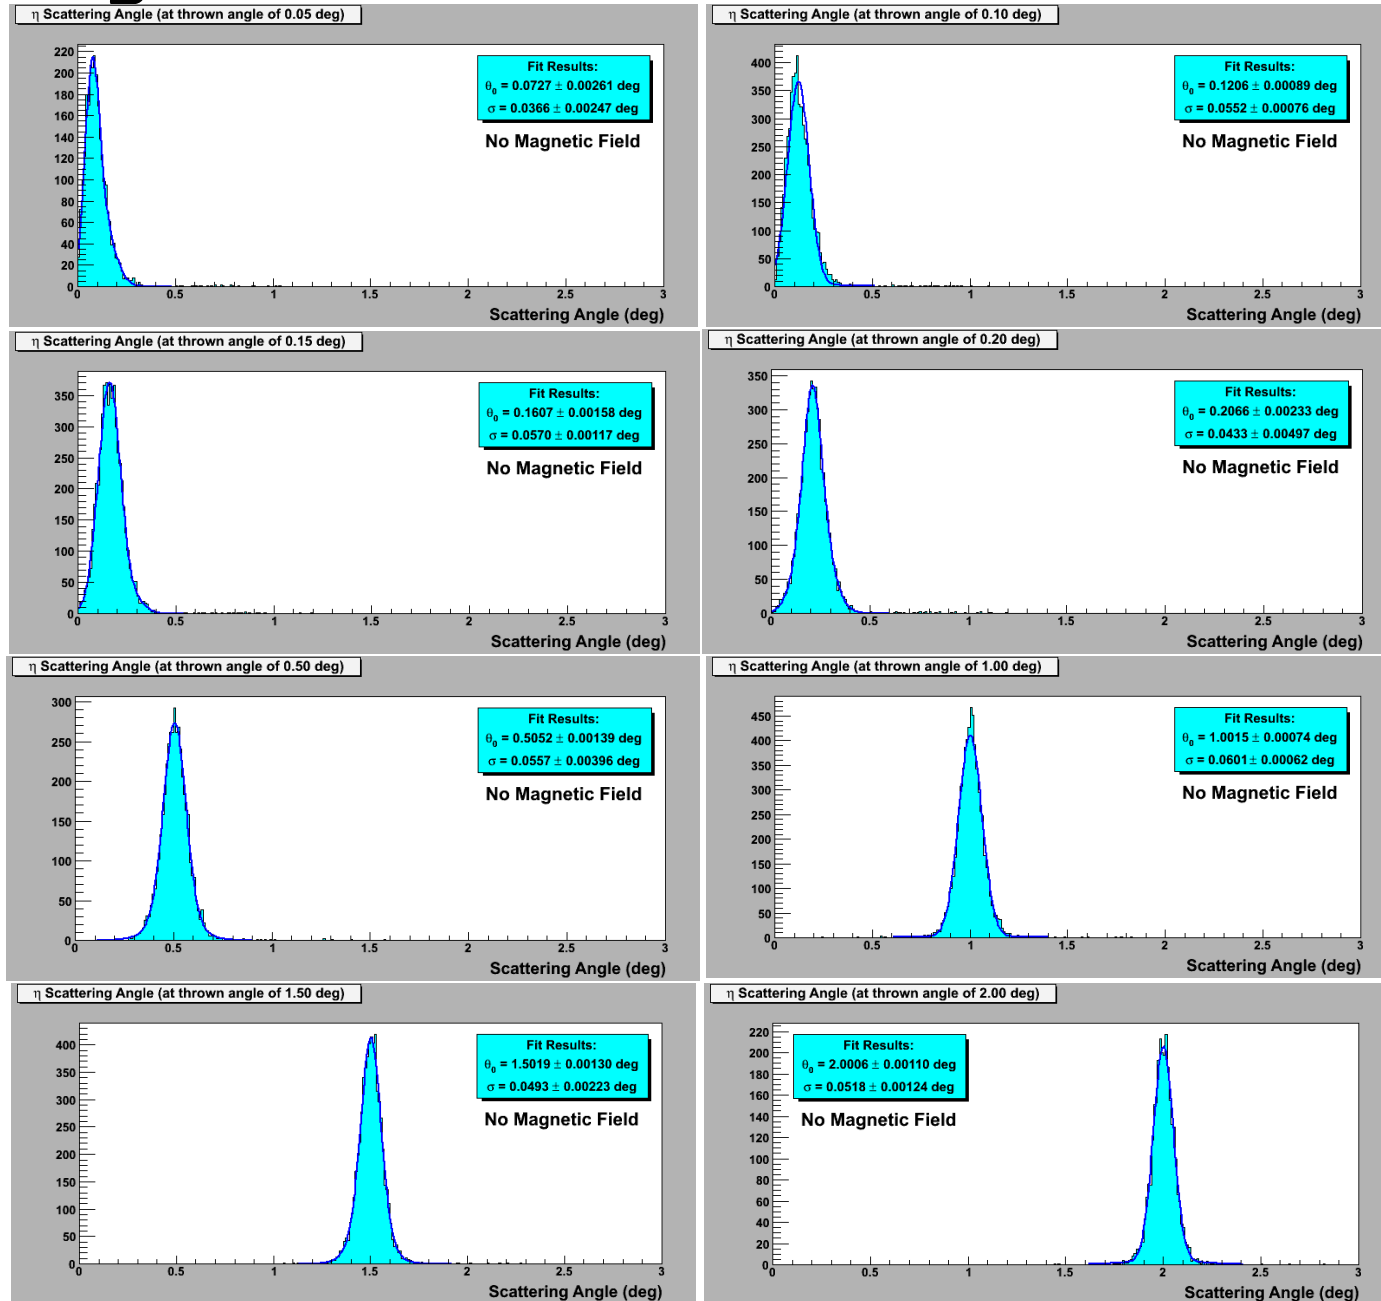 η Scattering Angle (at thrown angle of 0.05 deg)
220
200
180
160
140
120
100
80
60
40
20
0
0 0.5 1 1.5 2 2.5 3
Scattering Angle (deg)
Fit Results:
θ₀ = 0.0727 ± 0.00261 deg
σ = 0.0366 ± 0.00247 deg
No Magnetic Field
η Scattering Angle (at thrown angle of 0.10 deg)
400
350
300
250
200
150
100
50
0
0 0.5 1 1.5 2 2.5 3
Scattering Angle (deg)
Fit Results:
θ₀ = 0.1206 ± 0.00089 deg
σ = 0.0552 ± 0.00076 deg
No Magnetic Field
η Scattering Angle (at thrown angle of 0.15 deg)
350
300
250
200
150
100
50
0
0 0.5 1 1.5 2 2.5 3
Scattering Angle (deg)
Fit Results:
θ₀ = 0.1607 ± 0.00158 deg
σ = 0.0570 ± 0.00117 deg
No Magnetic Field
η Scattering Angle (at thrown angle of 0.20 deg)
350
300
250
200
150
100
50
0
0 0.5 1 1.5 2 2.5 3
Scattering Angle (deg)
Fit Results:
θ₀ = 0.2066 ± 0.00233 deg
σ = 0.0433 ± 0.00497 deg
No Magnetic Field
η Scattering Angle (at thrown angle of 0.50 deg)
300
250
200
150
100
50
0
0 0.5 1 1.5 2 2.5 3
Scattering Angle (deg)
Fit Results:
θ₀ = 0.5052 ± 0.00139 deg
σ = 0.0557 ± 0.00396 deg
No Magnetic Field
η Scattering Angle (at thrown angle of 1.00 deg)
450
400
350
300
250
200
150
100
50
0
0 0.5 1 1.5 2 2.5 3
Scattering Angle (deg)
Fit Results:
θ₀ = 1.0015 ± 0.00074 deg
σ = 0.0601 ± 0.00062 deg
No Magnetic Field
η Scattering Angle (at thrown angle of 1.50 deg)
400
350
300
250
200
150
100
50
0
0 0.5 1 1.5 2 2.5 3
Scattering Angle (deg)
Fit Results:
θ₀ = 1.5019 ± 0.00130 deg
σ = 0.0493 ± 0.00223 deg
No Magnetic Field
η Scattering Angle (at thrown angle of 2.00 deg)
220
200
180
160
140
120
100
80
60
40
20
0
0 0.5 1 1.5 2 2.5 3
Scattering Angle (deg)
Fit Results:
θ₀ = 2.0006 ± 0.00110 deg
σ = 0.0518 ± 0.00124 deg
No Magnetic Field